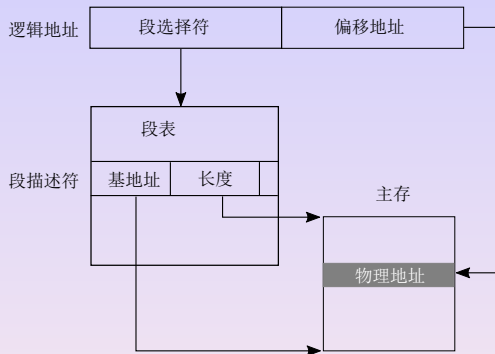 逻辑地址 段选择符 偏移地址
段表
段描述符 基地址 长度
主存
物理地址